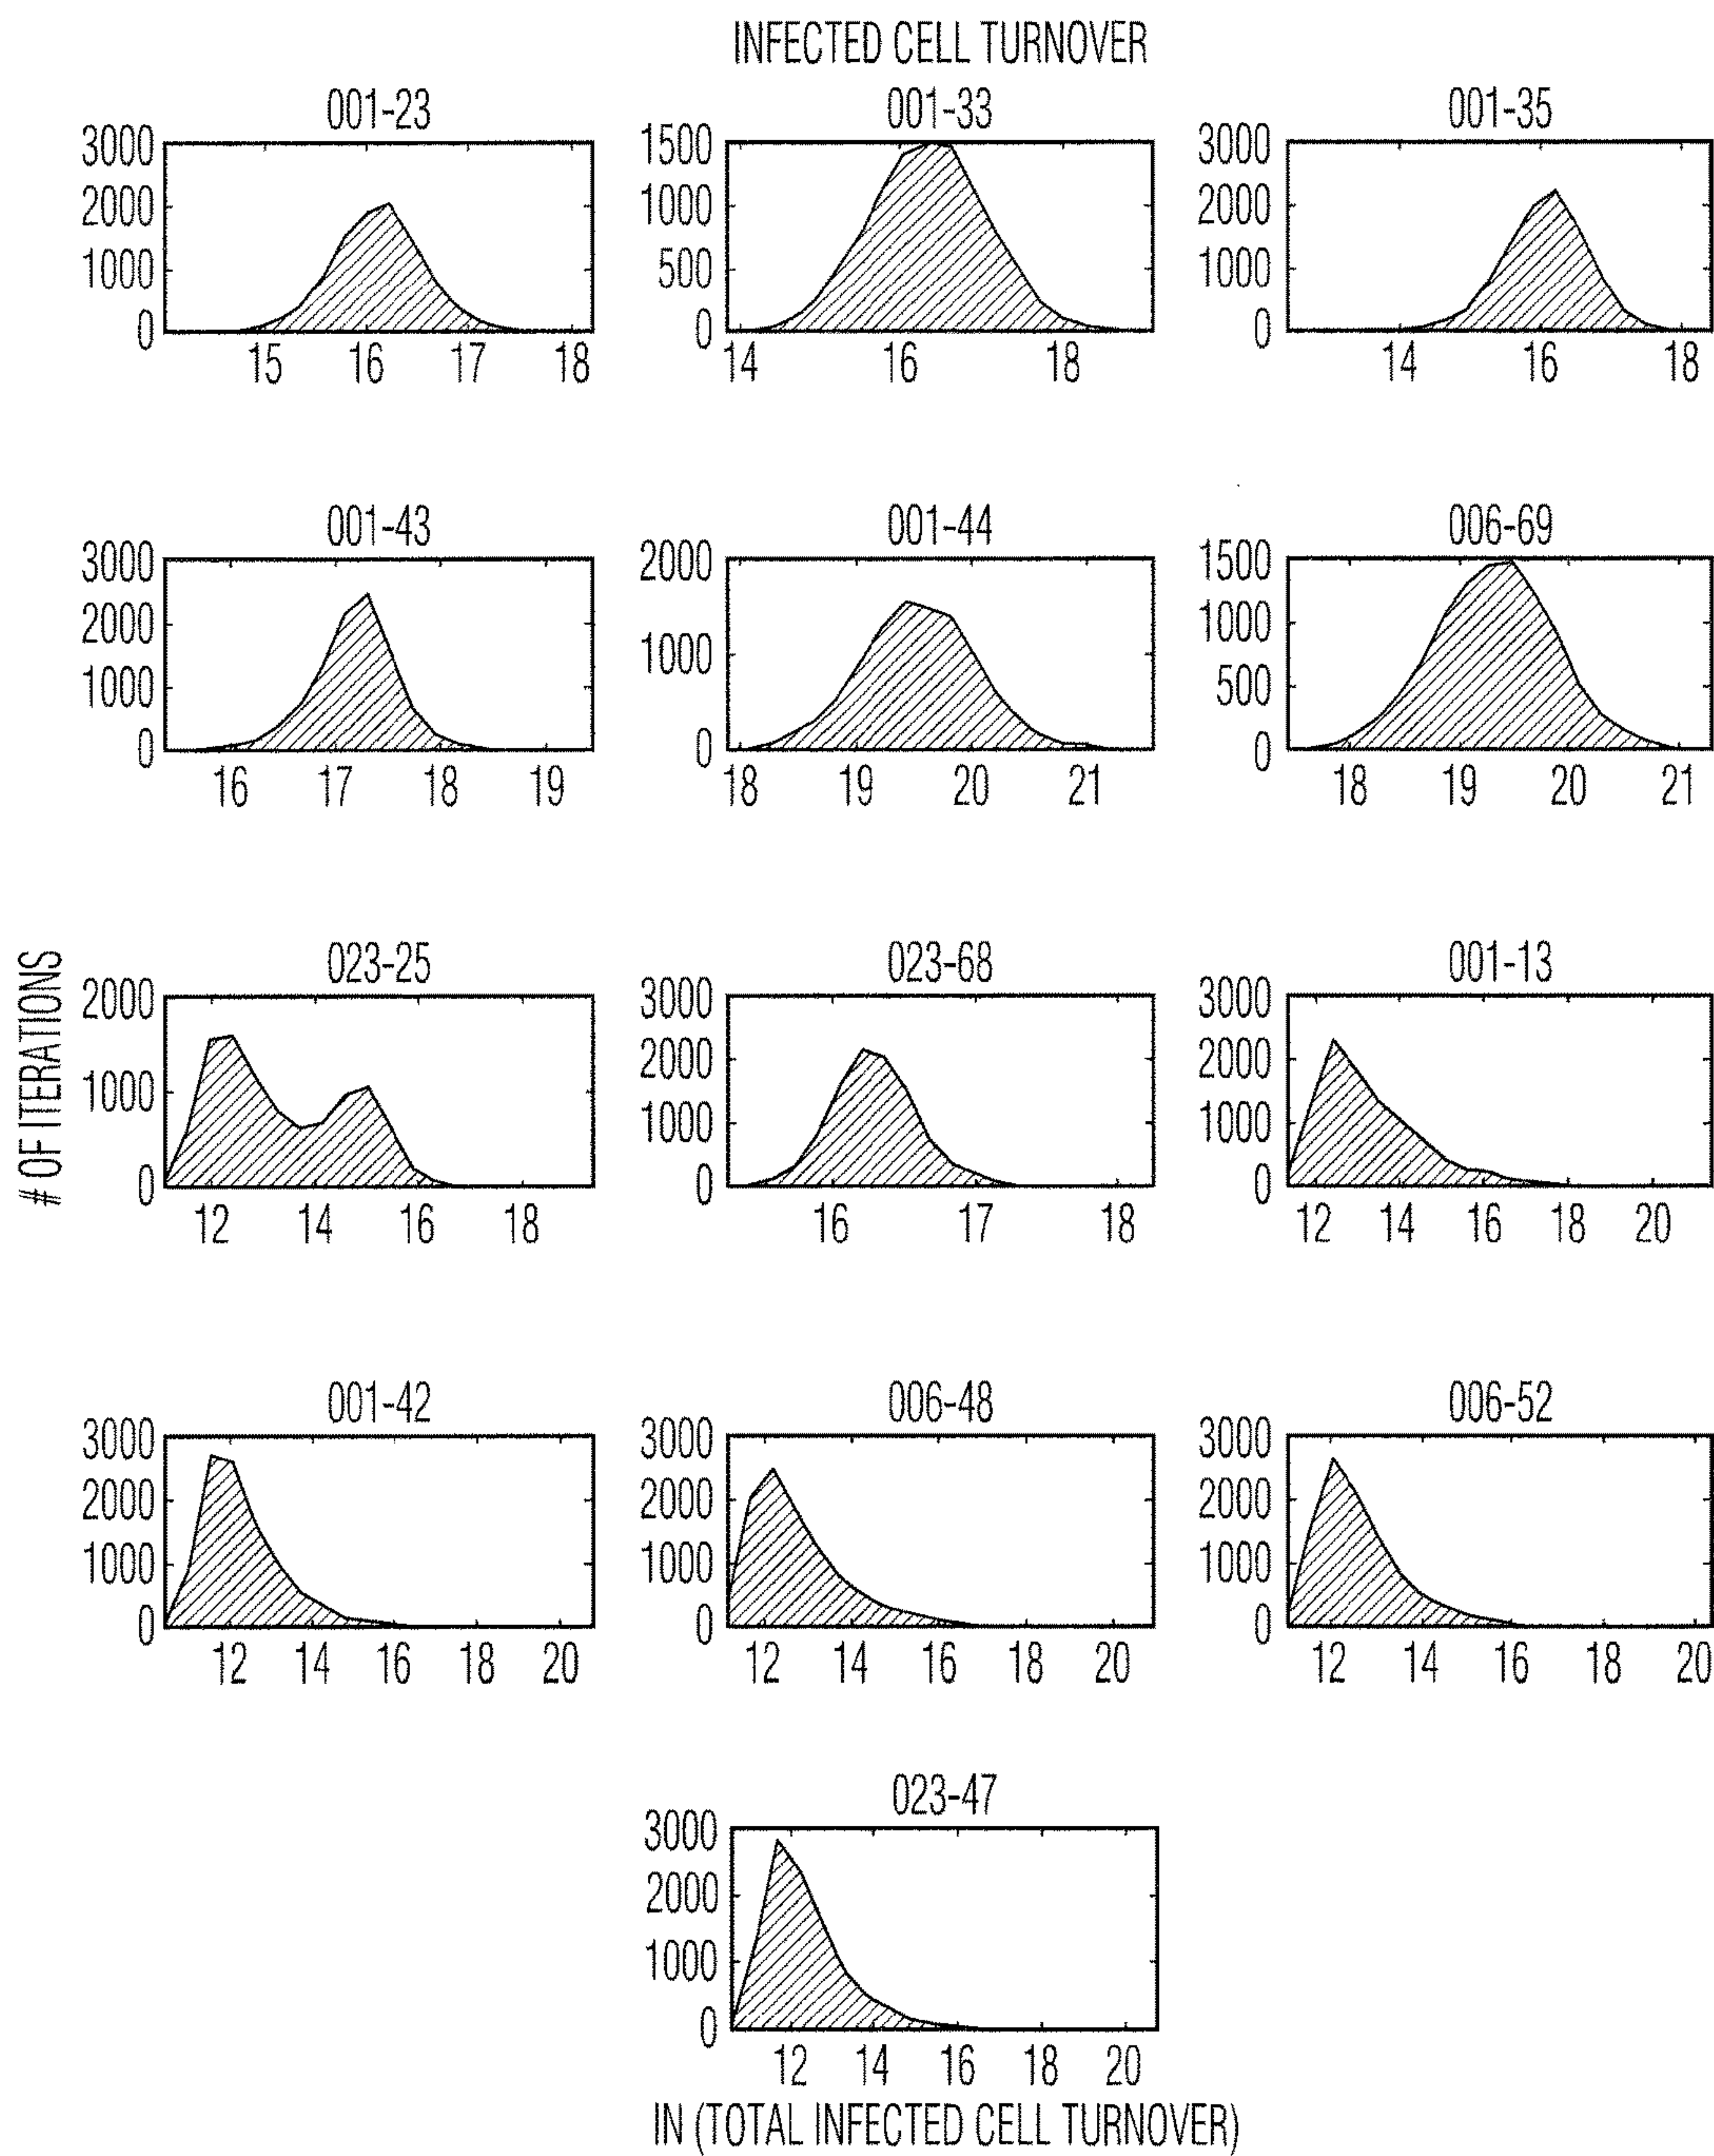 INFECTED CELL TURNOVER
001-23 001-33 001-35
3000 1500 3000
2000 1000 2000
1000 500 1000
0 0 0
15 16 17 18 14 16 18 14 16 18
001-43 001-44 006-69
3000 2000 1500
2000 1000 1000
1000 500
0 0 0
16 17 18 19 18 19 20 21 18 19 20 21
# OF ITERATIONS
023-25 023-68 001-13
2000 3000 3000
1000 2000 2000
1000 1000
0 0 0
12 14 16 18 16 17 18 12 14 16 18 20
001-42 006-48 006-52
3000 3000 3000
2000 2000 2000
1000 1000 1000
0 0 0
12 14 16 18 20 12 14 16 18 20 12 14 16 18 20
023-47
3000
2000
1000
0
12 14 16 18 20
IN (TOTAL INFECTED CELL TURNOVER)